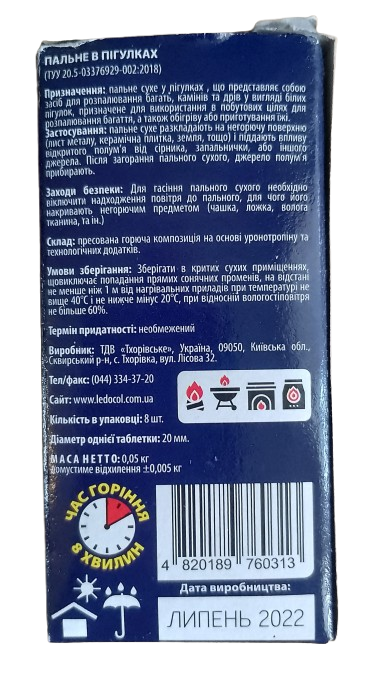 ПАЛЬНЕ В ПІГУЛКАХ
(ТУУ 20.5-03376929-002:2018)
Призначення: пальне сухе у пігулках , що представляє собою
засіб для розпалювання багать, камінів та дрів у вигляді білих
пігулок, призначене для використання в побутових цілях для
розпалювання багаття, а також обігріву або приготування їжі.
Застосування: пальне сухе розкладають на негорючу поверхню
(лист металу, керамічна плитка, земля, тощо) і піддають впливу
відкритого полум'я від сірника, запальнички, або іншого
джерела. Після загорання пального сухого, джерело полум'я
прибирають.
Заходи безпеки: Для гасіння пального сухого необхідно
виключити надходження повітря до пального, для чого його
накривають негорючим предметом (чашка, ложка, волога
тканина, та ін.)
Склад: пресована горюча композиція на основі уронотропіну та
технологічних додатків.
Умови зберігання: Зберігати в критих сухих приміщеннях,
щовиключає попадання прямих сонячних променів, на відстані
не менше ніж 1 м від нагрівальних приладів при температурі не
вище 40°С і не нижче мінус 20°С, при відносній вологостіповітря
не більше 60%.
Термін придатності: необмежений
Виробник: ТДВ «Тхорівське», Україна, 09050, Київська обл.,
Сквирський р-н, с. Тхорівка, вул. Лісова 32.
Тел/факс: (044) 334-37-20
Сайт: www.ledocol.com.ua
Кількість в упаковці: 8 шт.
Діаметр однієї таблетки: 20 мм.
МАСА НЕТТО: 0,05 кг
допустиме відхилення ±0,005 кг
ЧАС ГОРІННЯ
8 ХВИЛИН
4 820189 760313
Дата виробництва:
ЛИПЕНЬ 2022